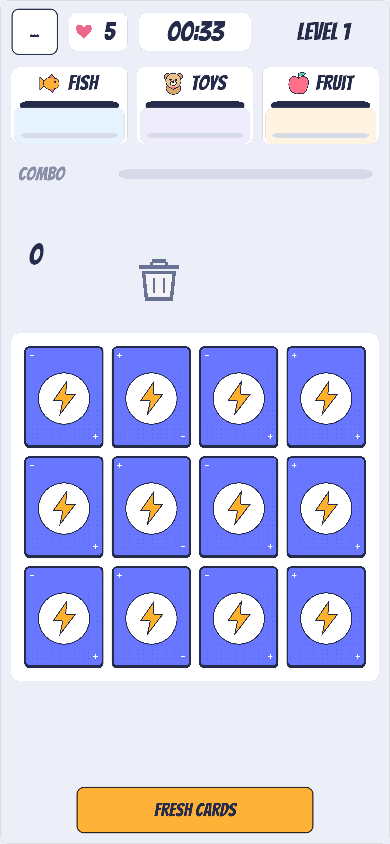 ... 5 00:33 LEVEL 1
FISH TOYS FRUIT
COMBO
0
FRESH CARDS